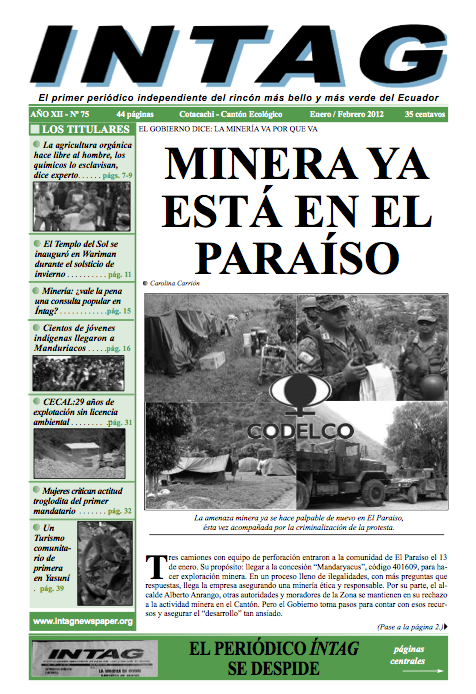 INTAG
El primer periódico independiente del rincón más bello y más verde del Ecuador
AÑO XII - Nº 75 44 páginas Cotacachi - Cantón Ecológico Enero / Febrero 2012 35 centavos
LOS TITULARES
La agricultura orgánica
hace libre al hombre, los
químicos lo esclavisan,
dice experto. . . . . . págs. 7-9
El Templo del Sol se
inauguró en Wariman
durante el solsticio de
invierno . . . . . . . . . . pág. 11
Minería: ¿vale la pena
una consulta popular en
Íntag? . . . . . . . . . . . . pág. 15
Cientos de jóvenes
indígenas llegaron a
Manduriacos . . . . . pág. 16
CECAL:29 años de
explotación sin licencia
ambiental . . . . . . . . . pág. 31
Mujeres critican actitud
troglodita del primer
mandatario . . . . . . . pág. 32
Un
Turismo
comunita-
rio de
primera
en Yasuní
. pág. 39
www.intagnewspaper.org
EL GOBIERNO DICE: LA MINERÍA VA POR QUE VA
MINERA YA
ESTÁ EN EL
PARAÍSO
Carolina Carrión
CODELCO
La amenaza minera ya se hace palpable de nuevo en El Paraíso,
ésta vez acompañada por la criminalización de la protesta.
Tres camiones con equipo de perforación entraron a la comunidad de El Paraíso el 13
de enero. Su propósito: llegar a la concesión “Mandaryacus”, código 401609, para ha-
cer exploración minera. En un proceso lleno de ilegalidades, con más preguntas que
respuestas, llega la empresa asegurando una minería ética y responsable. Por su parte, el al-
calde Alberto Anrango, otras autoridades y moradores de la Zona se mantienen en su rechazo
a la actividad minera en el Cantón. Pero el Gobierno toma pasos para contar con esos recur-
sos y asegurar el “desarrollo” tan ansiado.
(Pase a la página 2.)
INTAG
EL PERIÓDICO ÍNTAG
SE DESPIDE
páginas
centrales